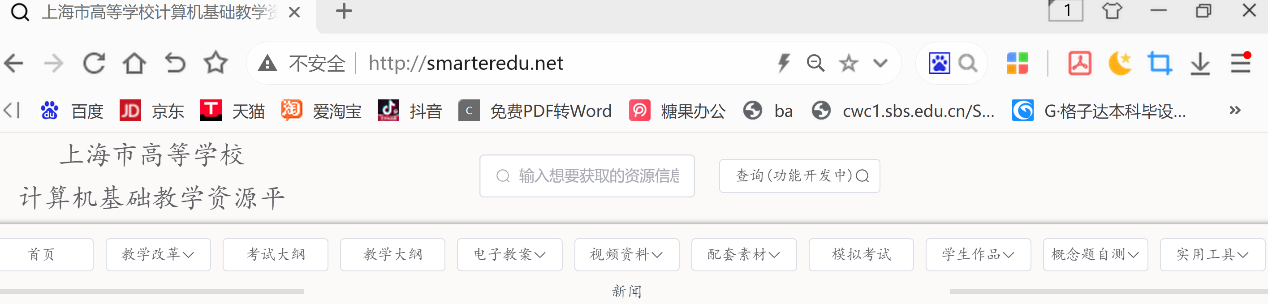 上海市高等学校计算机基础教学资
1
不安全 http://smarteredu.net
百度 JD 京东 T 天猫 淘 爱淘宝 抖音 C 免费PDF转Word 糖果办公 ba cwc1.sbs.edu.cn/S... G·格子达本科毕设...
上海市高等学校
输入想要获取的资源信息 查询(功能开发中)
计算机基础教学资源平
首页 教学改革 考试大纲 教学大纲 电子教案 视频资料 配套素材 模拟考试 学生作品 概念题自测 实用工具
新闻